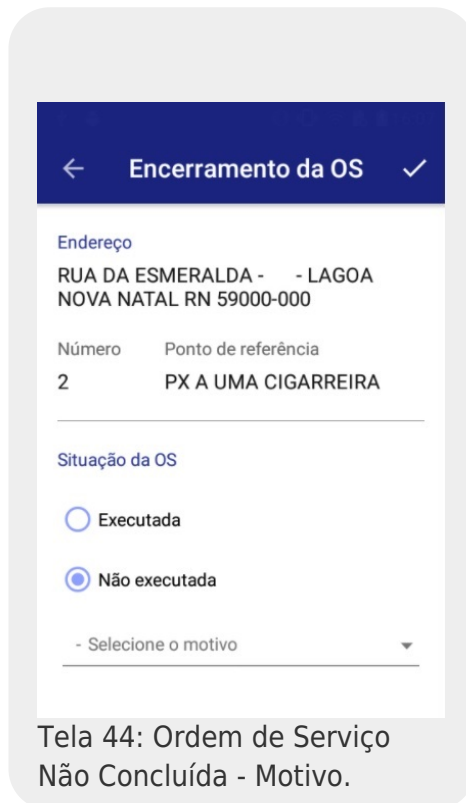 Encerramento da OS
Endereço
RUA DA ESMERALDA - - LAGOA
NOVA NATAL RN 59000-000
Número Ponto de referência
2 PX A UMA CIGARREIRA
Situação da OS
Executada
Não executada
- Selecione o motivo
Tela 44: Ordem de Serviço
Não Concluída - Motivo.